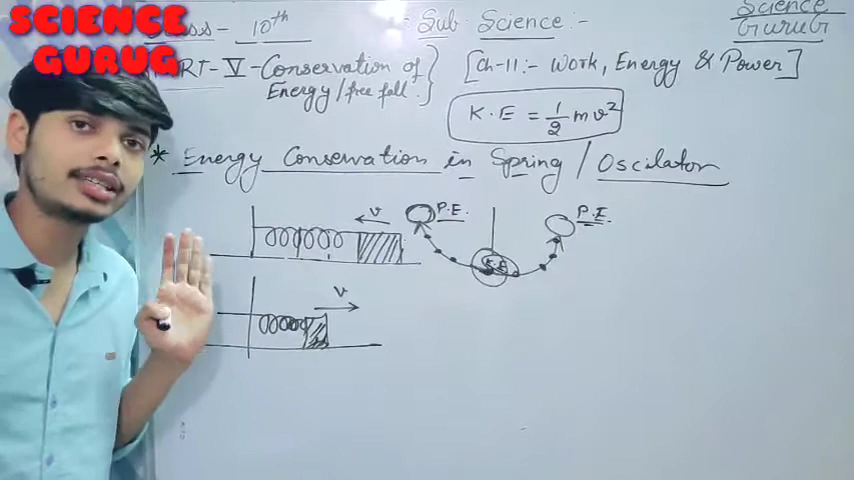 SCIENCE
GURUG
10th
Sub Science :-
Science
GuruG
PART - V - Conservation of
Energy / free fall.
[Ch-11:- Work, Energy & Power]
K.E = 1/2 mv²
* Energy Conservation in Spring / Oscilator
v
P.E.
P.E.
K.E
v